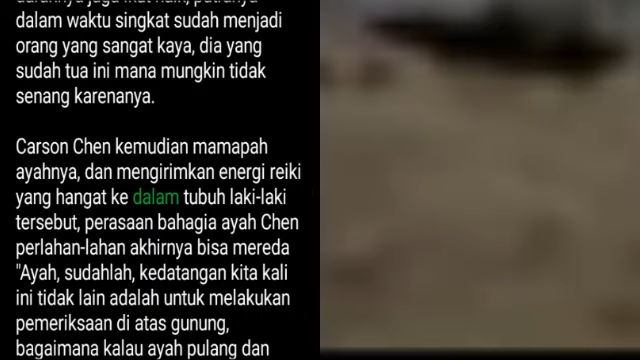 dalam waktu singkat sudah menjadi
orang yang sangat kaya, dia yang
sudah tua ini mana mungkin tidak
senang karenanya.
Carson Chen kemudian mamapah
ayahnya, dan mengirimkan energi reiki
yang hangat ke dalam tubuh laki-laki
tersebut, perasaan bahagia ayah Chen
perlahan-lahan akhirnya bisa mereda
"Ayah, sudahlah, kedatangan kita kali
ini tidak lain adalah untuk melakukan
pemeriksaan di atas gunung,
bagaimana kalau ayah pulang dan